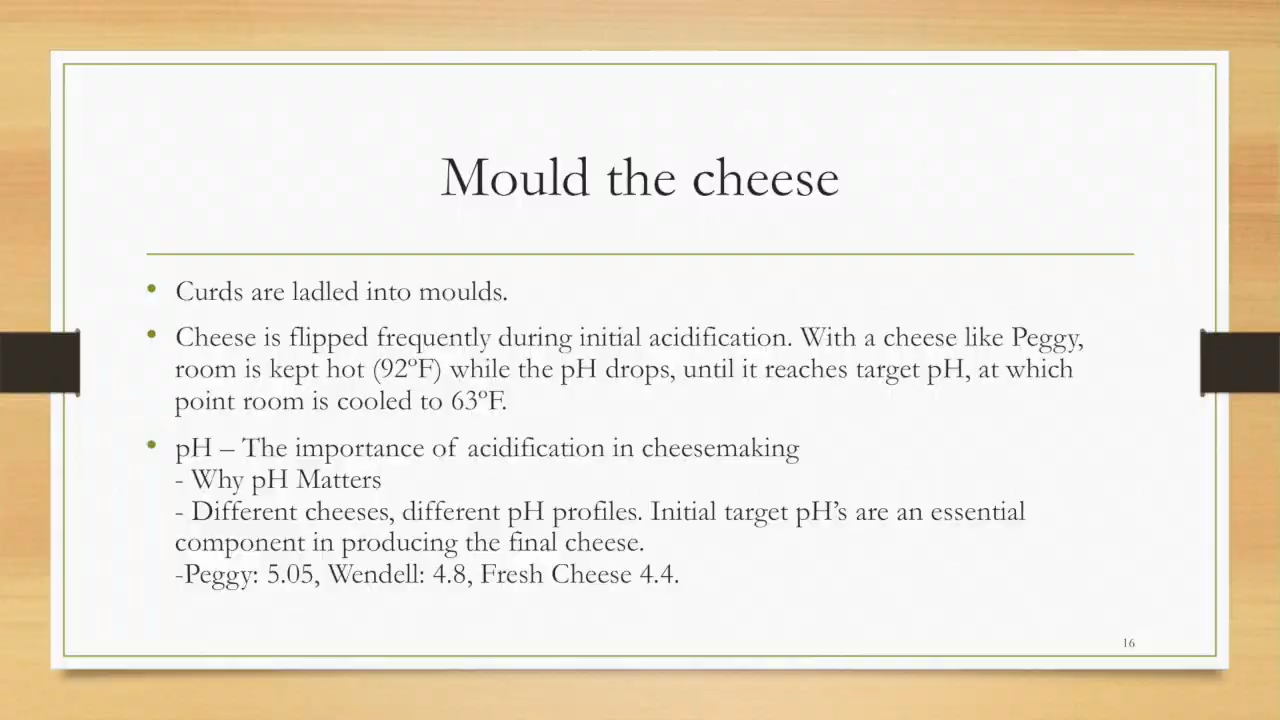 Mould the cheese
• Curds are ladled into moulds.
• Cheese is flipped frequently during initial acidification. With a cheese like Peggy,
room is kept hot (92ºF) while the pH drops, until it reaches target pH, at which
point room is cooled to 63ºF.
• pH – The importance of acidification in cheesemaking
- Why pH Matters
- Different cheeses, different pH profiles. Initial target pH’s are an essential
component in producing the final cheese.
-Peggy: 5.05, Wendell: 4.8, Fresh Cheese 4.4.
16